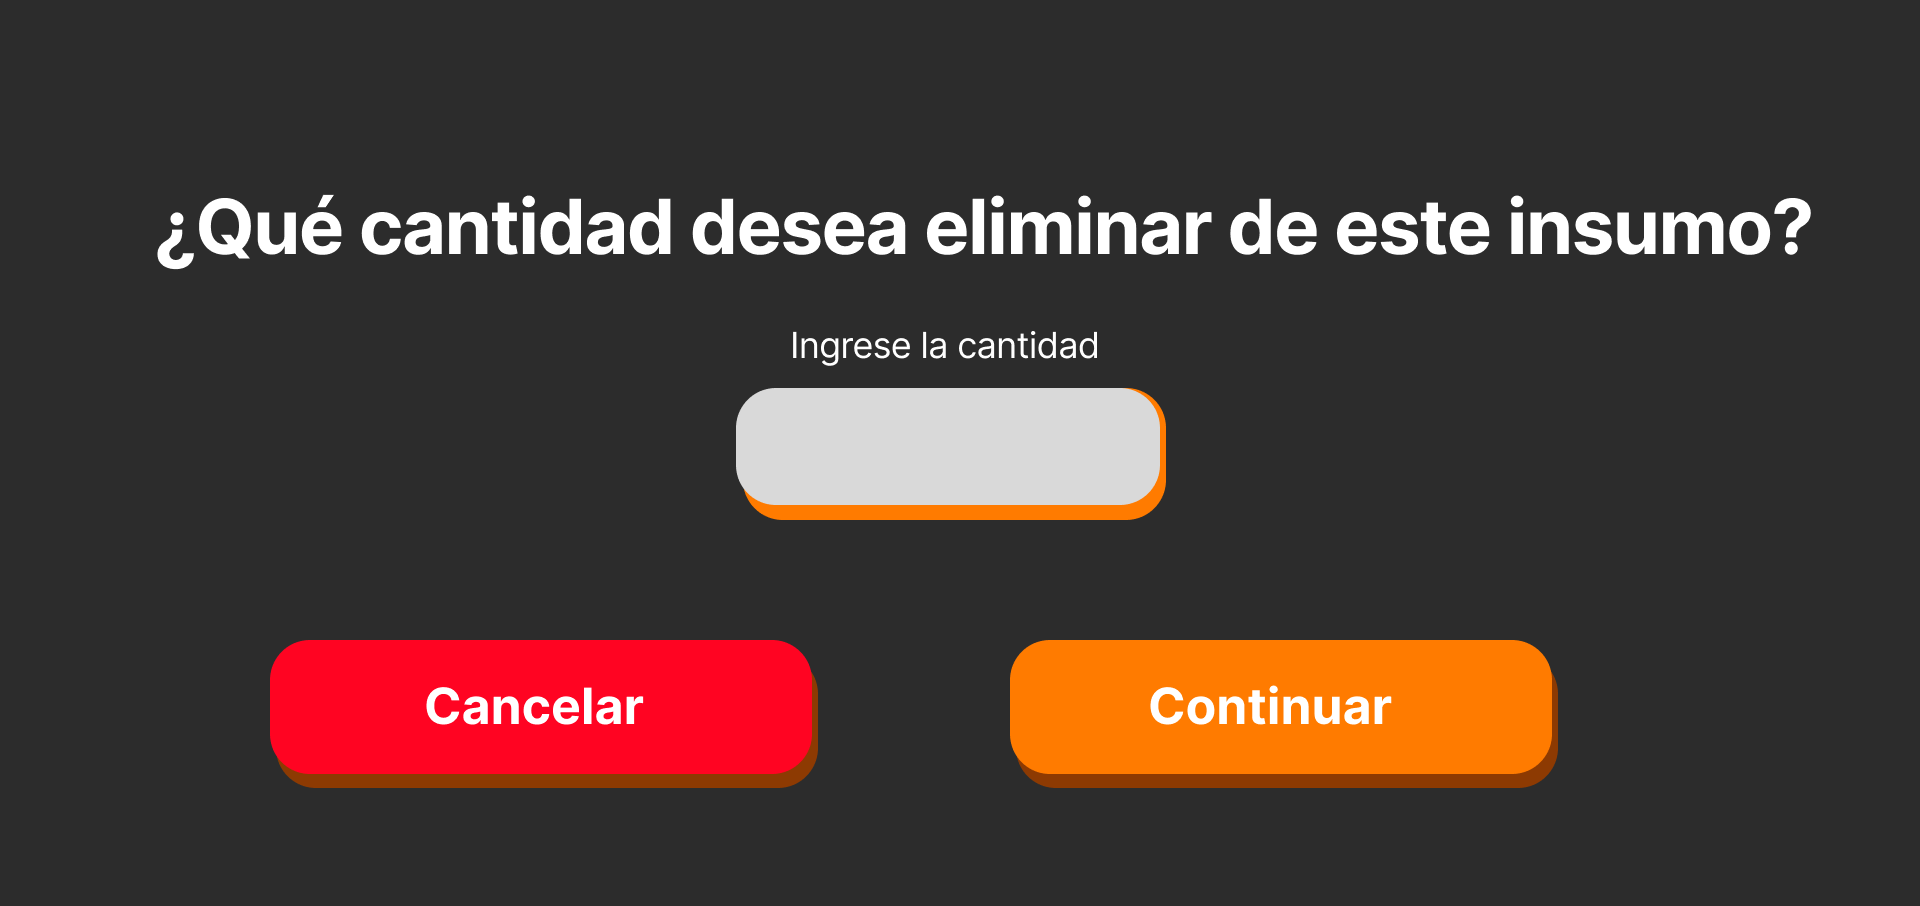 ¿Qué cantidad desea eliminar de este insumo?
Ingrese la cantidad
Cancelar
Continuar